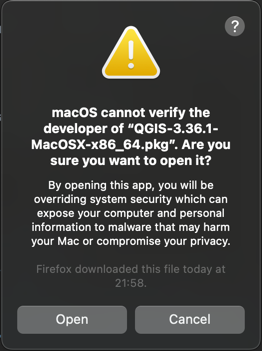 ?
macOS cannot verify the
developer of “QGIS-3.36.1-
MacOSX-x86_64.pkg”. Are you
sure you want to open it?
By opening this app, you will be
overriding system security which can
expose your computer and personal
information to malware that may harm
your Mac or compromise your privacy.
Firefox downloaded this file today at
21:58.
Open Cancel